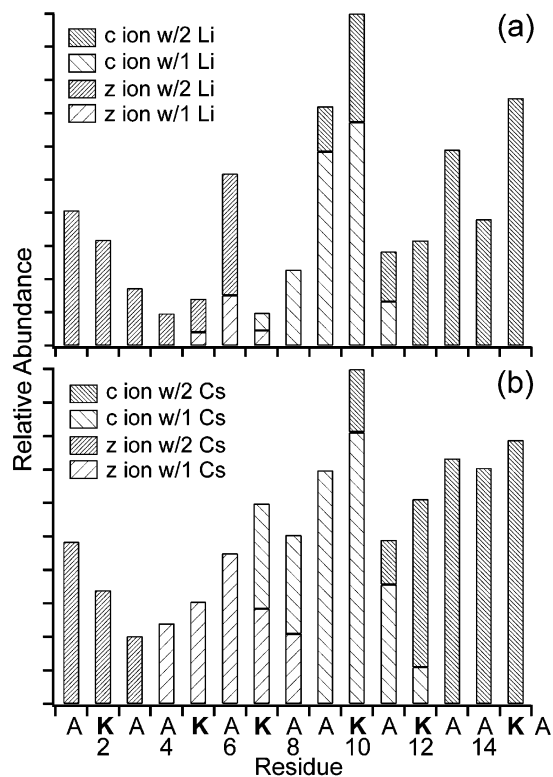 (a)
c ion w/2 Li
c ion w/1 Li
z ion w/2 Li
z ion w/1 Li
Relative Abundance
(b)
c ion w/2 Cs
c ion w/1 Cs
z ion w/2 Cs
z ion w/1 Cs
A K A A K A K A A K A K A A K A
2 4 6 8 10 12 14
Residue